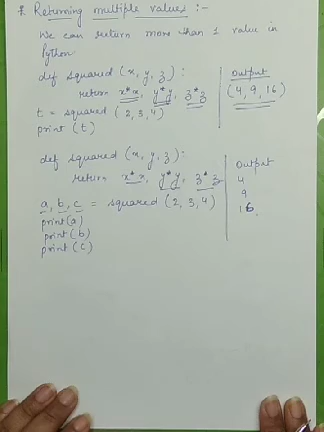 # Returning multiple values :-
We can return more than 1 value in
Python
def squared (x, y, z) :
return x*x, y*y, z*z
t = squared (2, 3, 4)
print (t)
Output
(4, 9, 16)
def squared (x, y, z):
return x*x, y*y, z*z
a, b, c = squared (2, 3, 4)
print(a)
print (b)
print (c)
Output
4
9
16